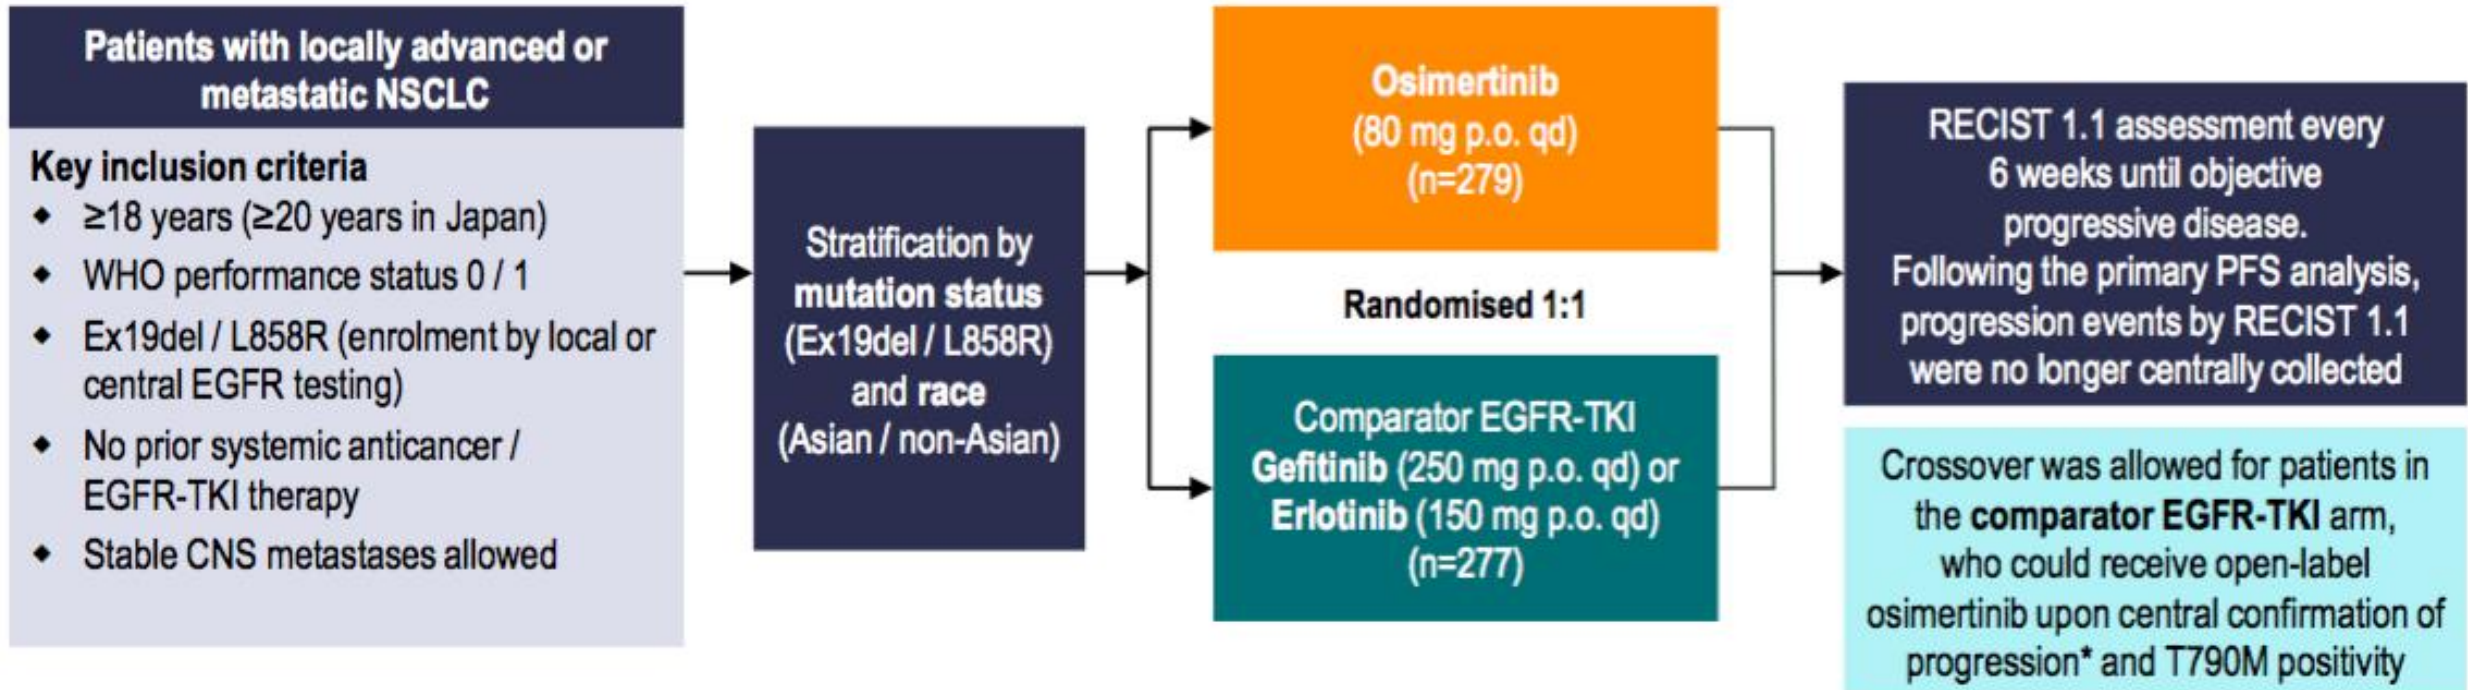 Patients with locally advanced or
metastatic NSCLC
Key inclusion criteria
◆ ≥18 years (≥20 years in Japan)
◆ WHO performance status 0 / 1
◆ Ex19del / L858R (enrolment by local or
central EGFR testing)
◆ No prior systemic anticancer /
EGFR-TKI therapy
◆ Stable CNS metastases allowed
Stratification by
mutation status
(Ex19del / L858R)
and race
(Asian / non-Asian)
Osimertinib
(80 mg p.o. qd)
(n=279)
Randomised 1:1
Comparator EGFR-TKI
Gefitinib (250 mg p.o. qd) or
Erlotinib (150 mg p.o. qd)
(n=277)
RECIST 1.1 assessment every
6 weeks until objective
progressive disease.
Following the primary PFS analysis,
progression events by RECIST 1.1
were no longer centrally collected
Crossover was allowed for patients in
the comparator EGFR-TKI arm,
who could receive open-label
osimertinib upon central confirmation of
progression* and T790M positivity